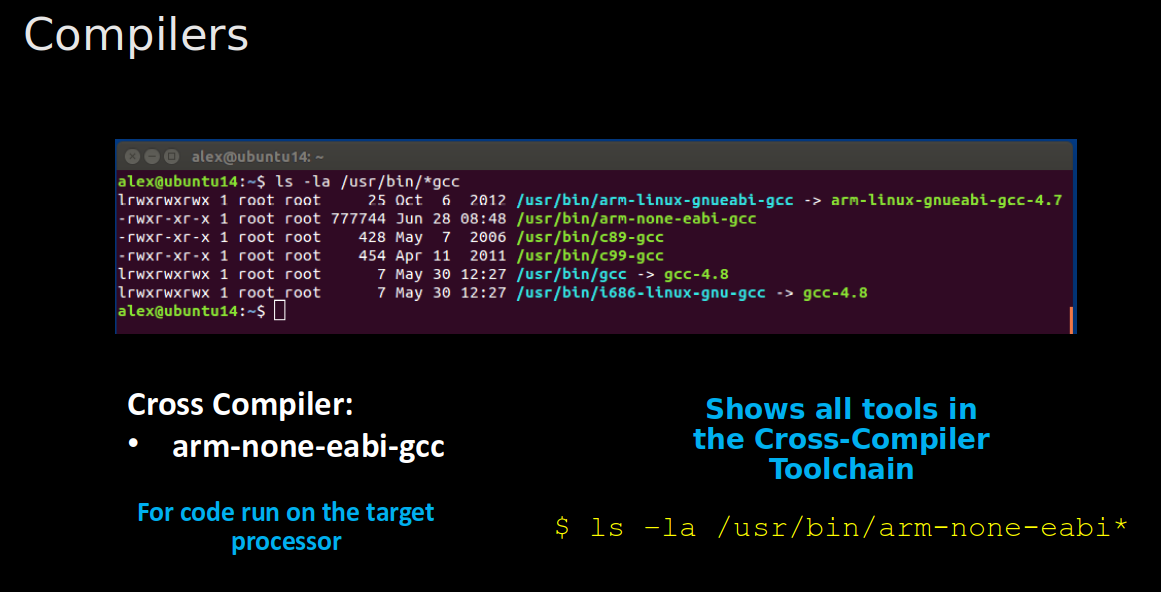 Compilers
alex@ubuntu14: ~
alex@ubuntu14:~$ ls -la /usr/bin/*gcc
lrwxrwxrwx 1 root root     25 Oct  6  2012 /usr/bin/arm-linux-gnueabi-gcc -> arm-linux-gnueabi-gcc-4.7
-rwxr-xr-x 1 root root 777744 Jun 28 08:48 /usr/bin/arm-none-eabi-gcc
-rwxr-xr-x 1 root root    428 May  7  2006 /usr/bin/c89-gcc
-rwxr-xr-x 1 root root    454 Apr 11  2011 /usr/bin/c99-gcc
lrwxrwxrwx 1 root root      7 May 30 12:27 /usr/bin/gcc -> gcc-4.8
lrwxrwxrwx 1 root root      7 May 30 12:27 /usr/bin/i686-linux-gnu-gcc -> gcc-4.8
alex@ubuntu14:~$
Cross Compiler:
• arm-none-eabi-gcc
For code run on the target
processor
Shows all tools in
the Cross-Compiler
Toolchain
$ ls –la /usr/bin/arm-none-eabi*